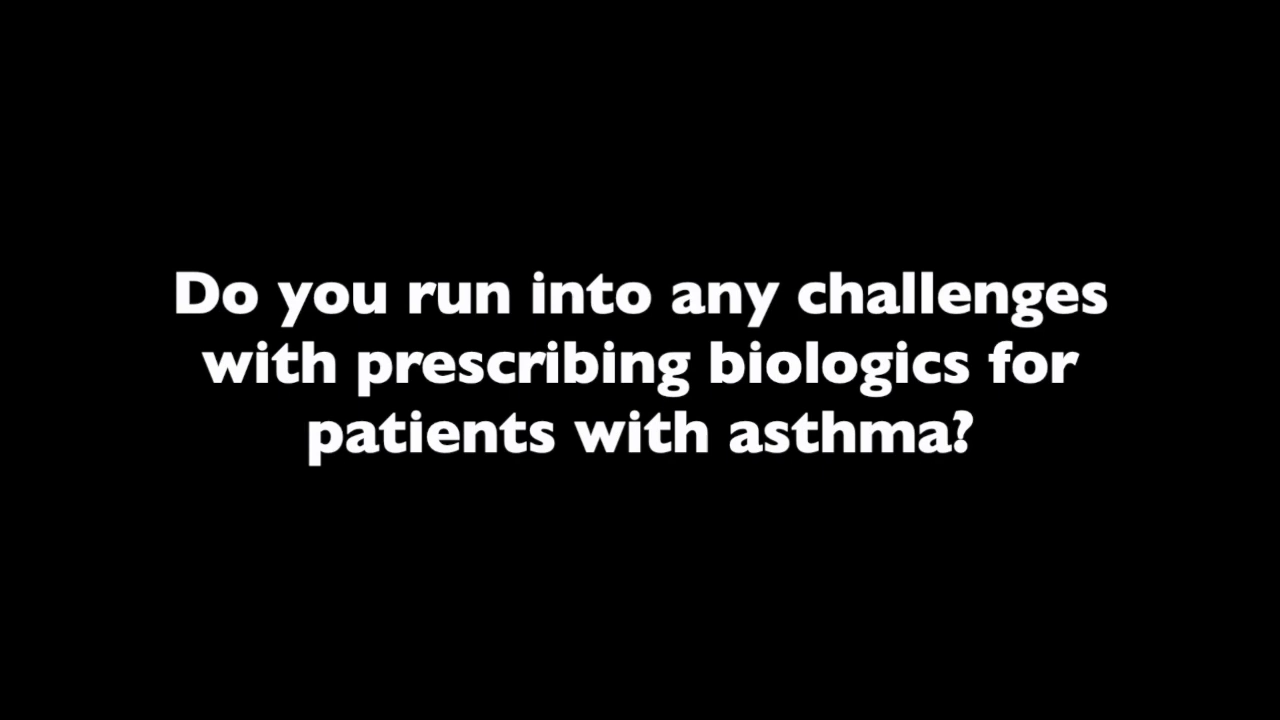 Do you run into any challenges
with prescribing biologics for
patients with asthma?